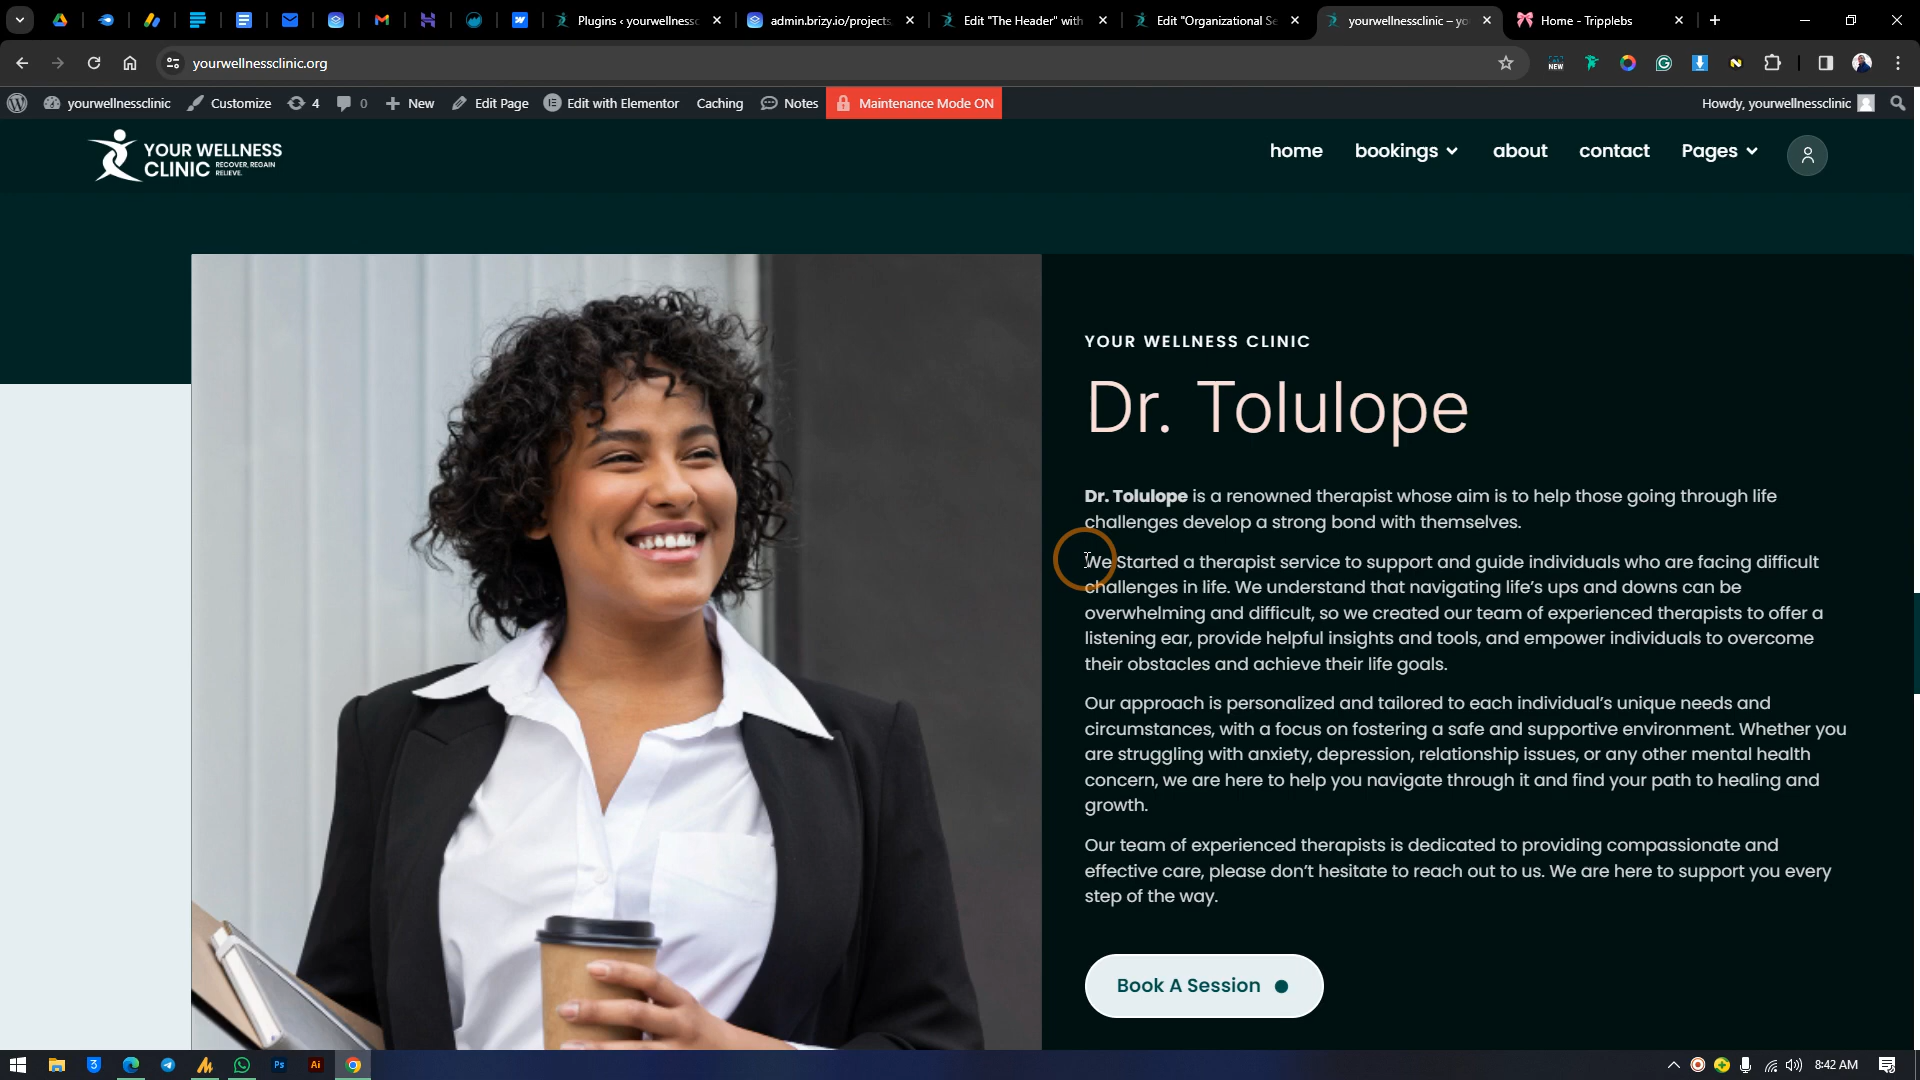 Plugins ‹ yourwellnessc
admin.brizy.io/projects
Edit "The Header" with
Edit "Organizational Se
yourwellnessclinic – yo
Home - Tripplebs
yourwellnessclinic.org
NEW
yourwellnessclinic
Customize
4
0
New
Edit Page
Edit with Elementor
Caching
Notes
Maintenance Mode ON
Howdy, yourwellnessclinic
YOUR WELLNESS
CLINIC RECOVER. REGAIN
RELIEVE.
home
bookings
about
contact
Pages
YOUR WELLNESS CLINIC
Dr. Tolulope
Dr. Tolulope is a renowned therapist whose aim is to help those going through life
challenges develop a strong bond with themselves.
We Started a therapist service to support and guide individuals who are facing difficult
challenges in life. We understand that navigating life’s ups and downs can be
overwhelming and difficult, so we created our team of experienced therapists to offer a
listening ear, provide helpful insights and tools, and empower individuals to overcome
their obstacles and achieve their life goals.
Our approach is personalized and tailored to each individual’s unique needs and
circumstances, with a focus on fostering a safe and supportive environment. Whether you
are struggling with anxiety, depression, relationship issues, or any other mental health
concern, we are here to help you navigate through it and find your path to healing and
growth.
Our team of experienced therapists is dedicated to providing compassionate and
effective care, please don’t hesitate to reach out to us. We are here to support you every
step of the way.
Book A Session
Ps
Ai
8:42 AM